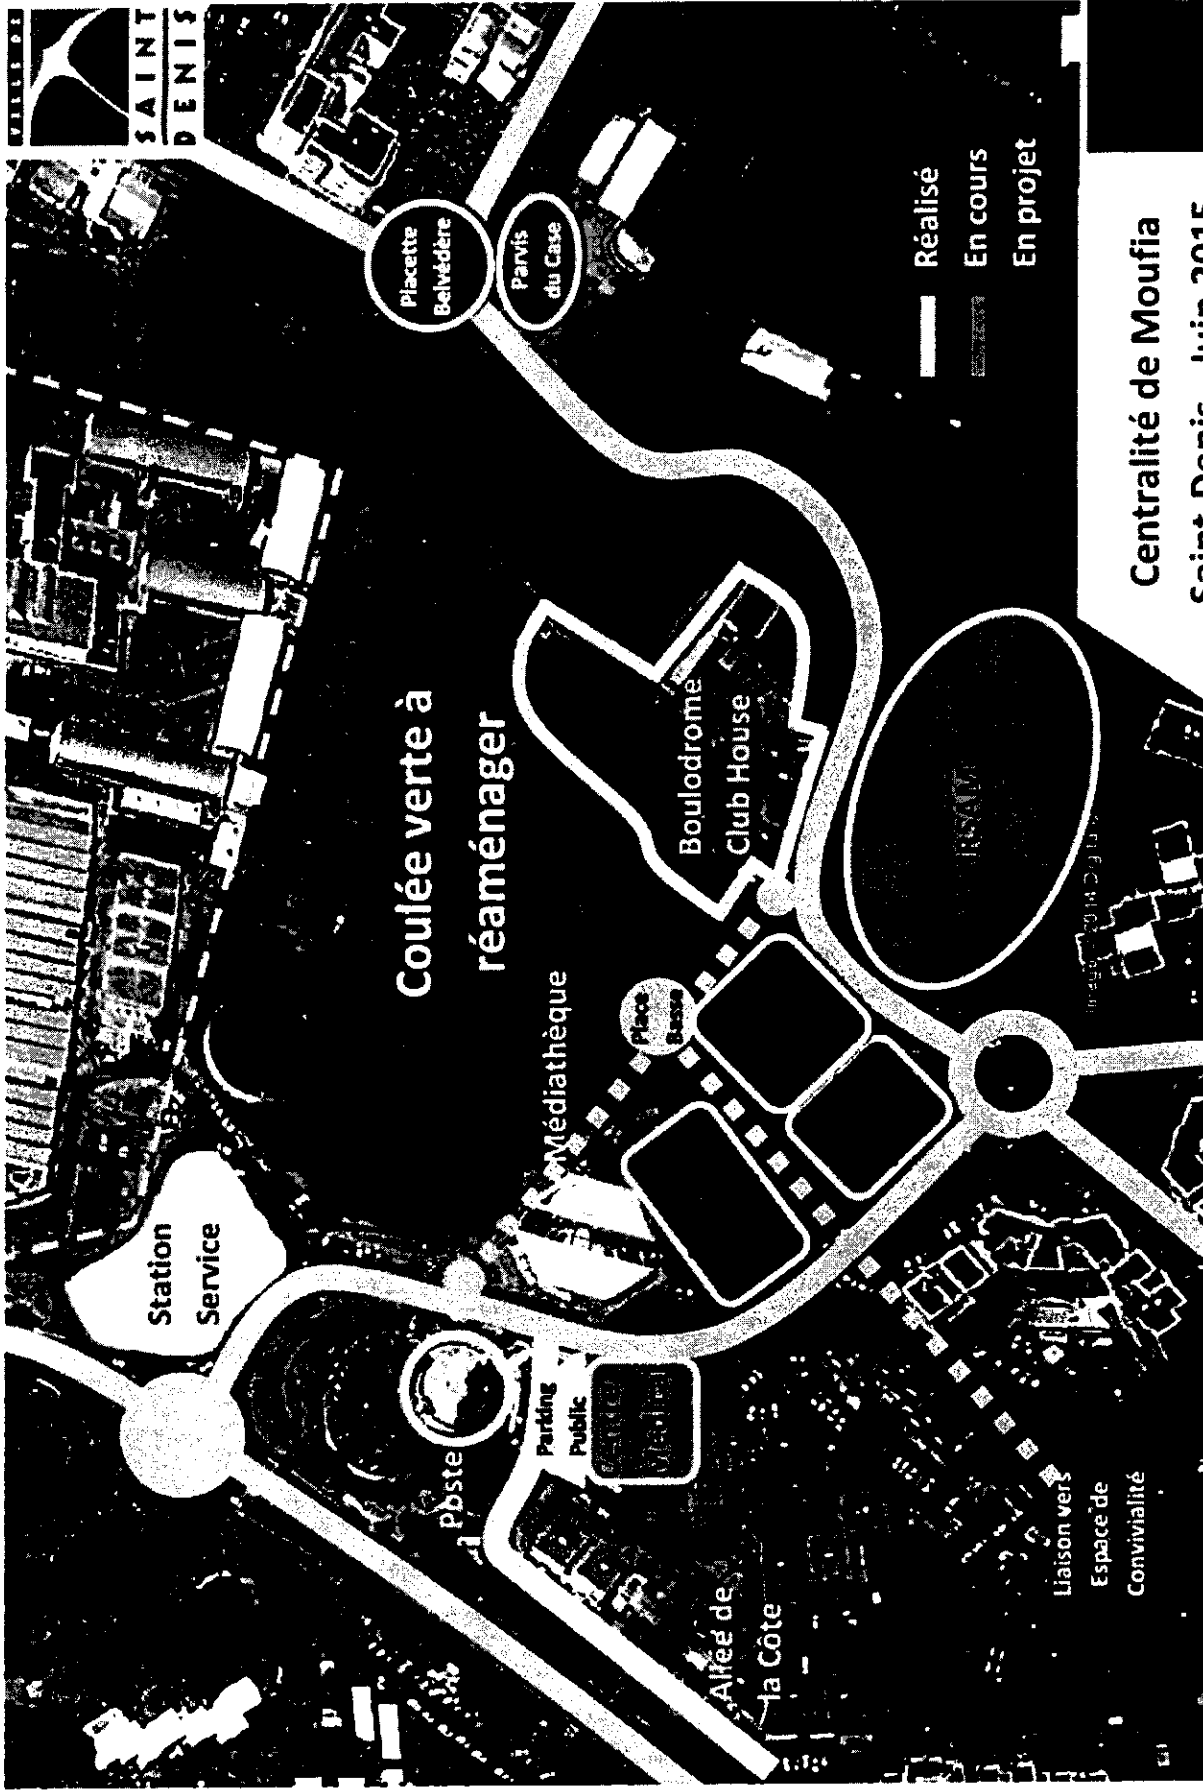 VILLE DE
SAINT
DENIS
Placette
Belvédère
Parvis
du Case
Station
Service
Coulée verte à
réaménager
Médiathèque
Place
Basse
Boulodrome
Club House
Poste
Parking
Public
Allée de
la Côte
Liaison vers
Espace de
Convivialité
Réalisé
En cours
En projet
Centralité de Moufia